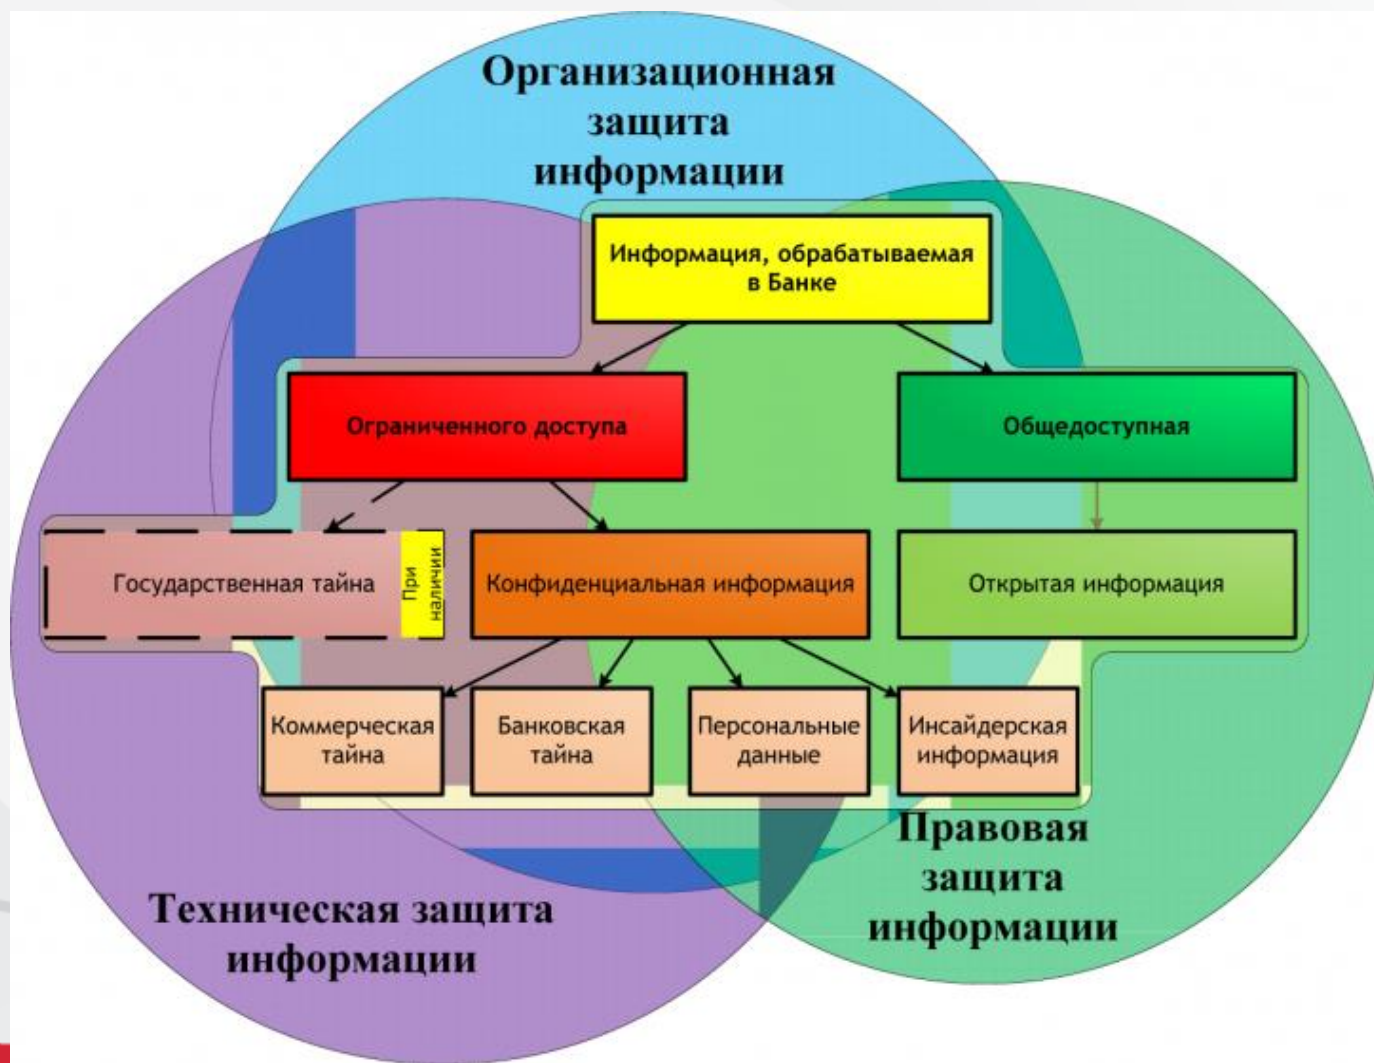 Организационная
защита
информации
Информация, обрабатываемая
в Банке
Ограниченного доступа
Общедоступная
Государственная тайна
При
наличии
Конфиденциальная информация
Открытая информация
Коммерческая
тайна
Банковская
тайна
Персональные
данные
Инсайдерская
информация
Техническая защита
информации
Правовая
защита
информации